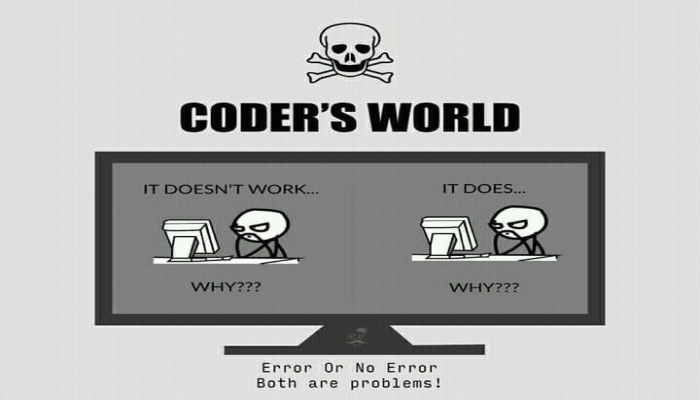 CODER'S WORLD
IT DOESN'T WORK...
WHY???
IT DOES...
WHY???
Error Or No Error
Both are problems!